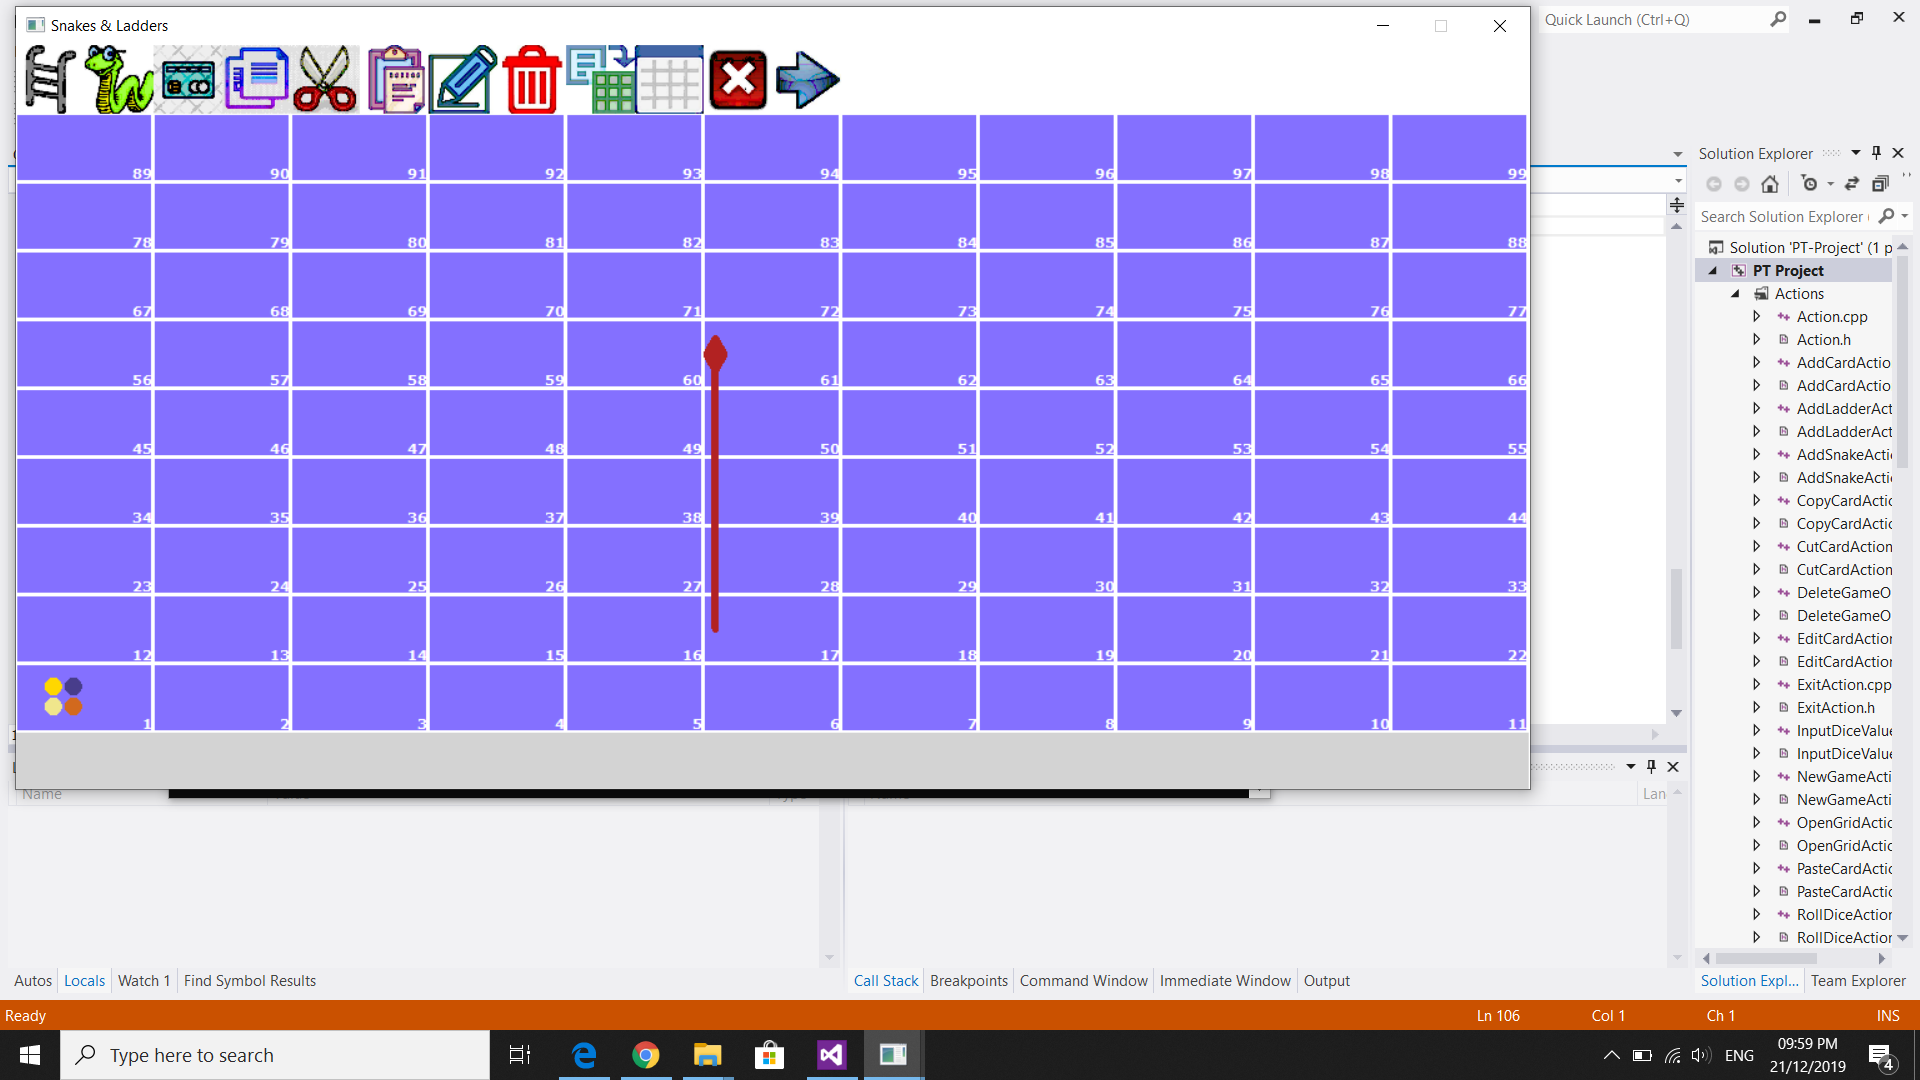 Snakes & Ladders
Quick Launch (Ctrl+Q)
89 90 91 92 93 94 95 96 97 98 99
78 79 80 81 82 83 84 85 86 87 88
67 68 69 70 71 72 73 74 75 76 77
56 57 58 59 60 61 62 63 64 65 66
45 46 47 48 49 50 51 52 53 54 55
34 35 36 37 38 39 40 41 42 43 44
23 24 25 26 27 28 29 30 31 32 33
12 13 14 15 16 17 18 19 20 21 22
1 2 3 4 5 6 7 8 9 10 11
Solution Explorer
Search Solution Explorer (
Solution 'PT-Project' (1 p
PT Project
Actions
Action.cpp
Action.h
AddCardActio
AddCardActio
AddLadderAct
AddLadderAct
AddSnakeActi
AddSnakeActi
CopyCardActic
CopyCardActic
CutCardAction
CutCardAction
DeleteGameO
DeleteGameO
EditCardAction
EditCardAction
ExitAction.cpp
ExitAction.h
InputDiceValue
InputDiceValue
NewGameActi
NewGameActi
OpenGridActic
OpenGridActic
PasteCardActic
PasteCardActic
RollDiceAction
RollDiceAction
Name
Lan
Autos Locals Watch 1 Find Symbol Results
Call Stack Breakpoints Command Window Immediate Window Output
Solution Expl... Team Explorer
Ready
Ln 106 Col 1 Ch 1 INS
Type here to search
ENG
09:59 PM
21/12/2019
4